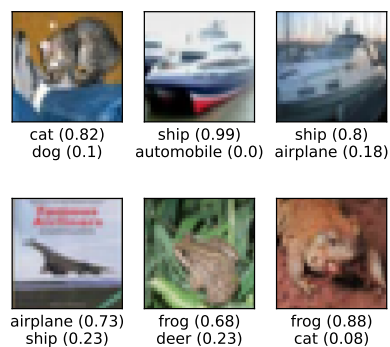 cat (0.82)
dog (0.1)
ship (0.99)
automobile (0.0)
ship (0.8)
airplane (0.18)
airplane (0.73)
ship (0.23)
frog (0.68)
deer (0.23)
frog (0.88)
cat (0.08)